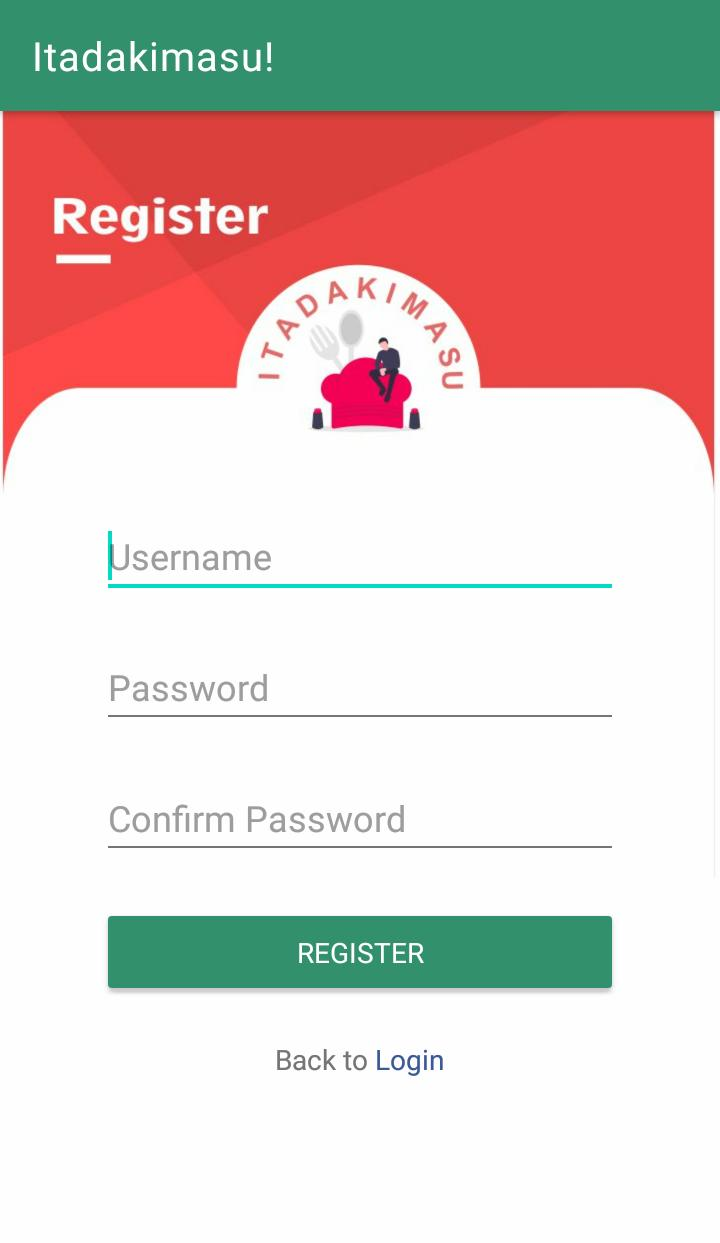 Itadakimasu!
Register
ITADAKIMASU
Username
Password
Confirm Password
REGISTER
Back to Login